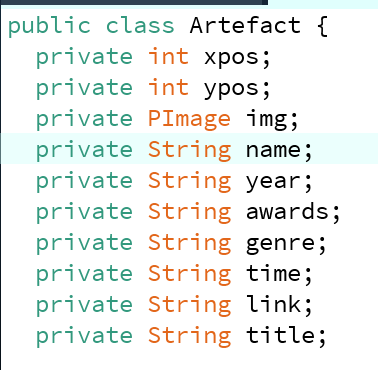 public class Artefact {
private int xpos;
private int ypos;
private PImage img;
private String name;
private String year;
private String awards;
private String genre;
private String time;
private String link;
private String title;